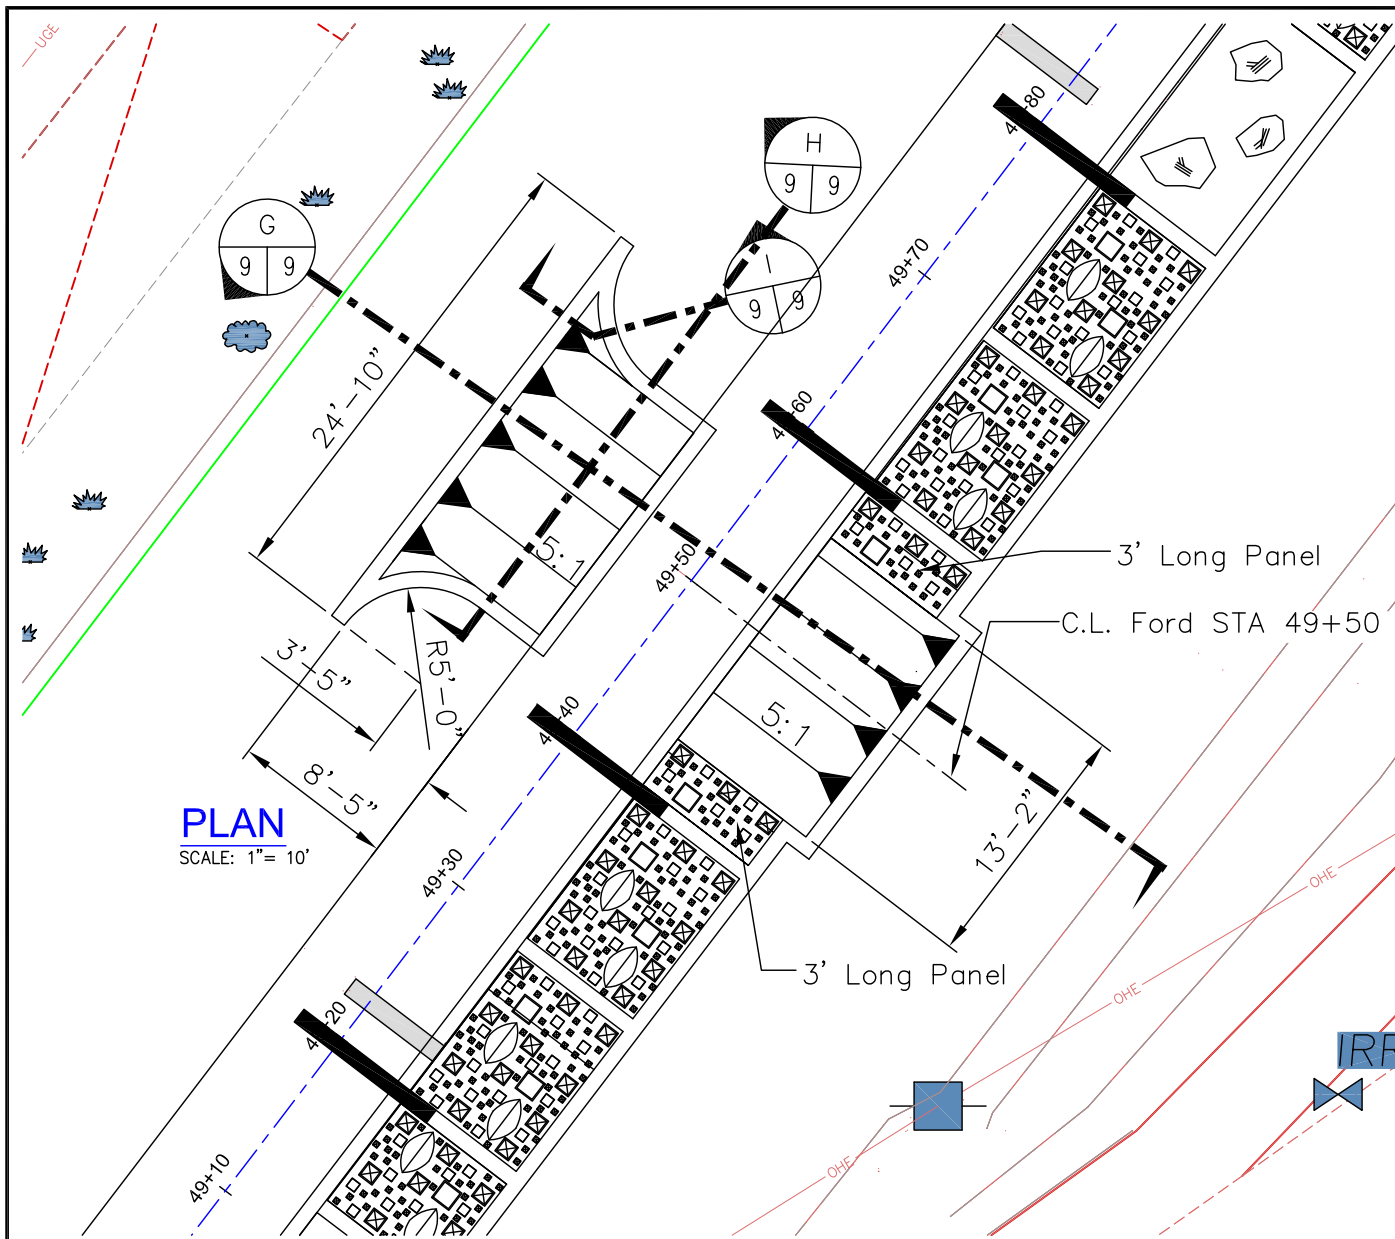 UGE
H
9 9
G
9 9
I
9 9
49+70
24'-10"
5:1
49+50
3' Long Panel
C.L. Ford STA 49+50
3'-5"
R5'-0"
5:1
8'-5"
13'-2"
PLAN
SCALE: 1"= 10'
49+30
3' Long Panel
OHE
OHE
OHE
49+10